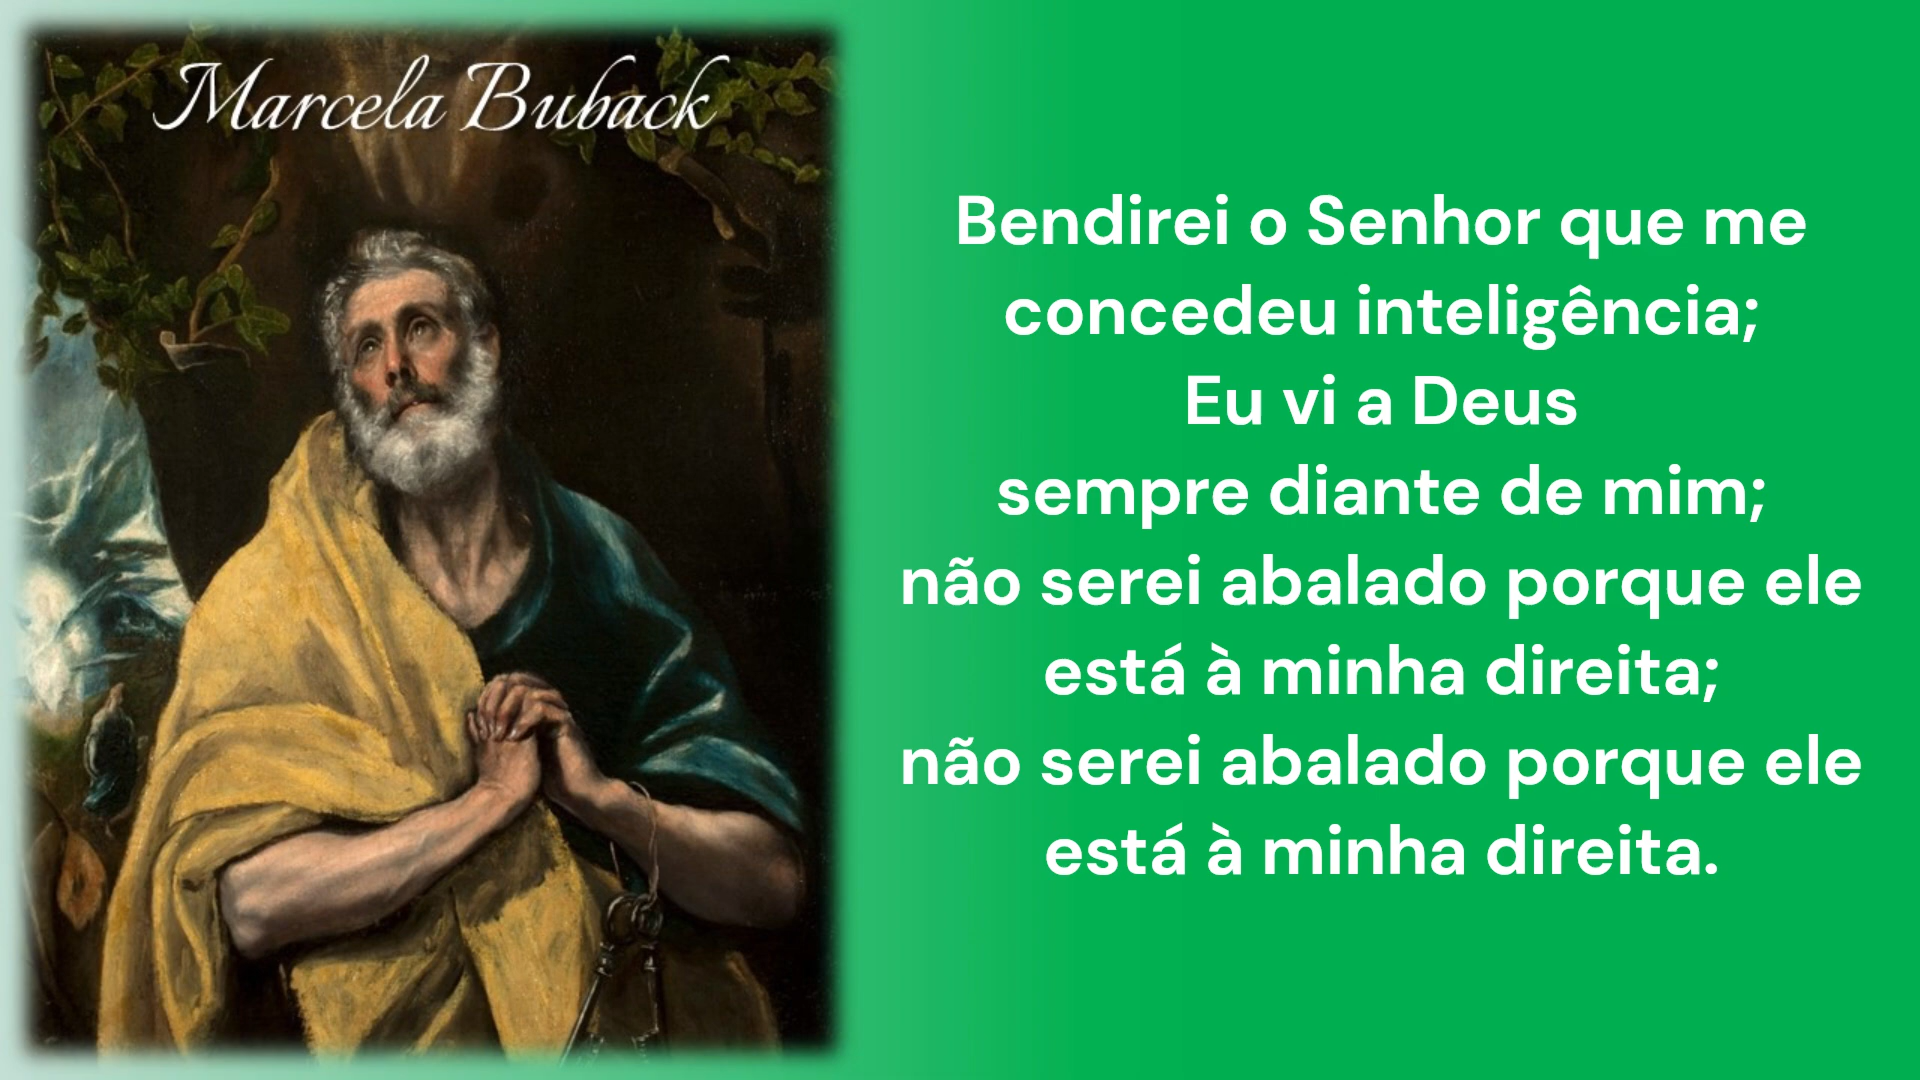 Marcela Buback
Bendirei o Senhor que me
concedeu inteligência;
Eu vi a Deus
sempre diante de mim;
não serei abalado porque ele
está à minha direita;
não serei abalado porque ele
está à minha direita.